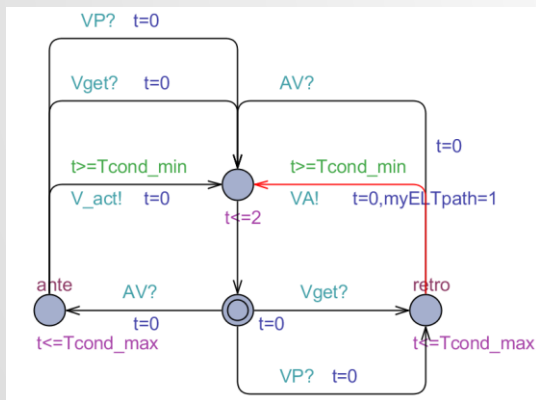 VP? t=0
Vget? t=0 AV?
t=0
t>=Tcond_min t>=Tcond_min
V_act! t=0 VA! t=0,myELTpath=1
t<=2
ante retro
AV? Vget?
t=0 t=0
t<=Tcond_max t<=Tcond_max
VP? t=0